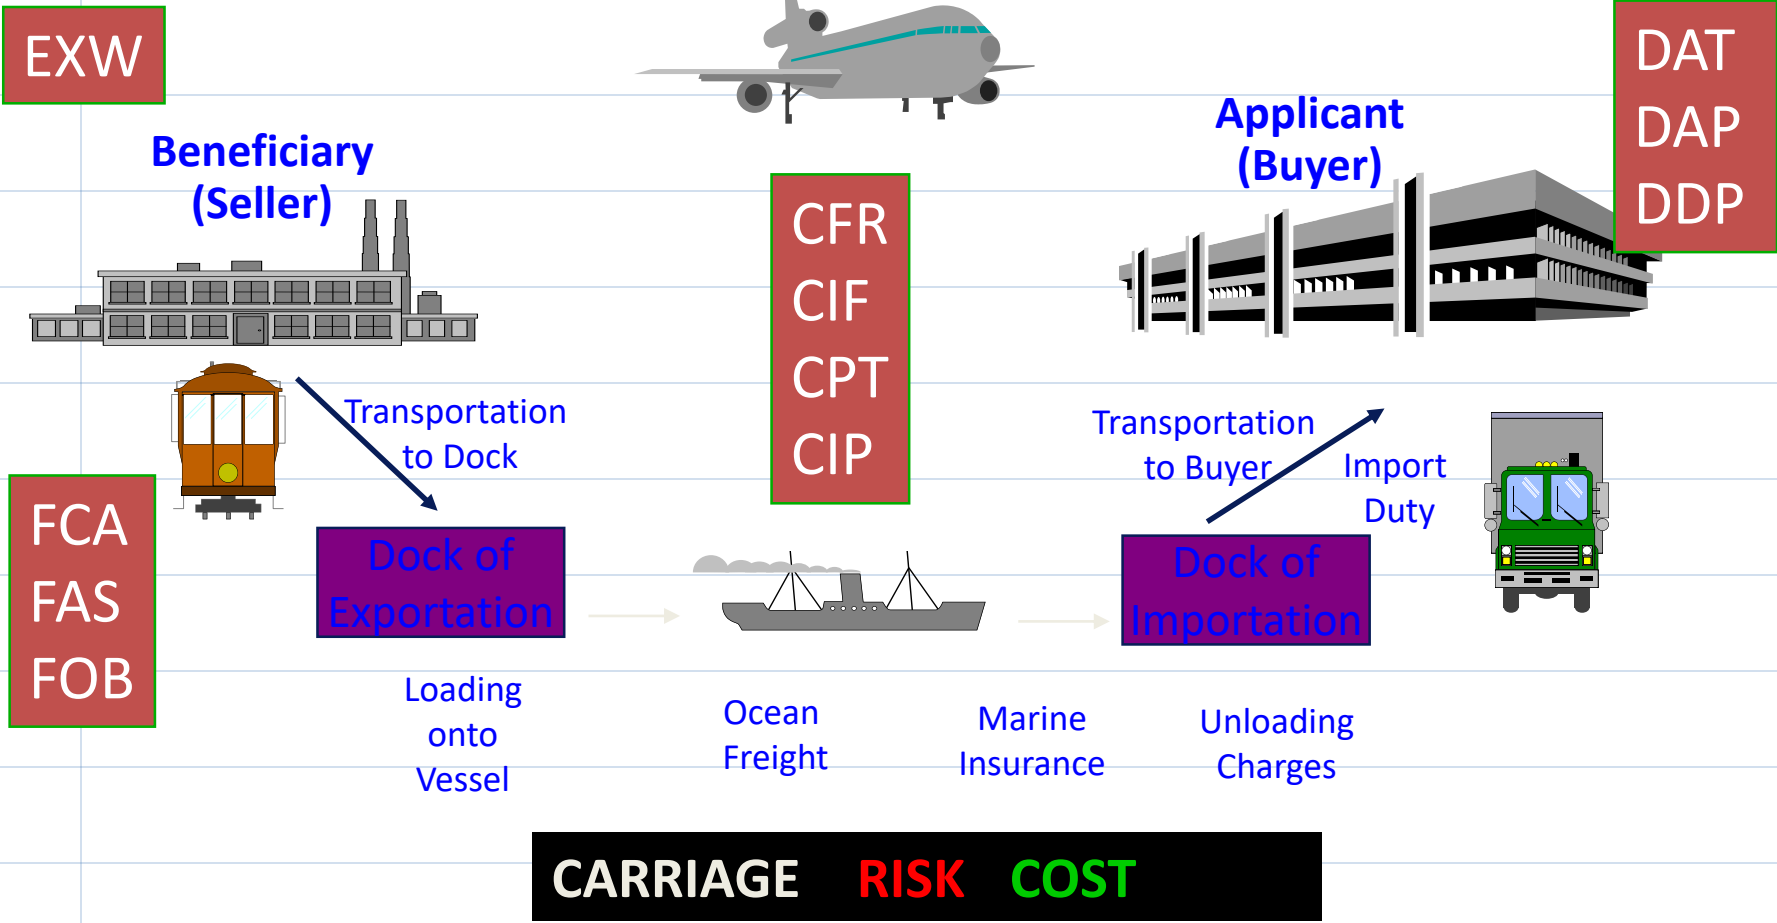 EXW
DAT
DAP
DDP
Beneficiary
(Seller)
Applicant
(Buyer)
CFR
CIF
CPT
CIP
Transportation
to Dock
Transportation
to Buyer
Import
Duty
FCA
FAS
FOB
Dock of
Exportation
Dock of
Importation
Loading
onto
Vessel
Ocean
Freight
Marine
Insurance
Unloading
Charges
CARRIAGE RISK COST